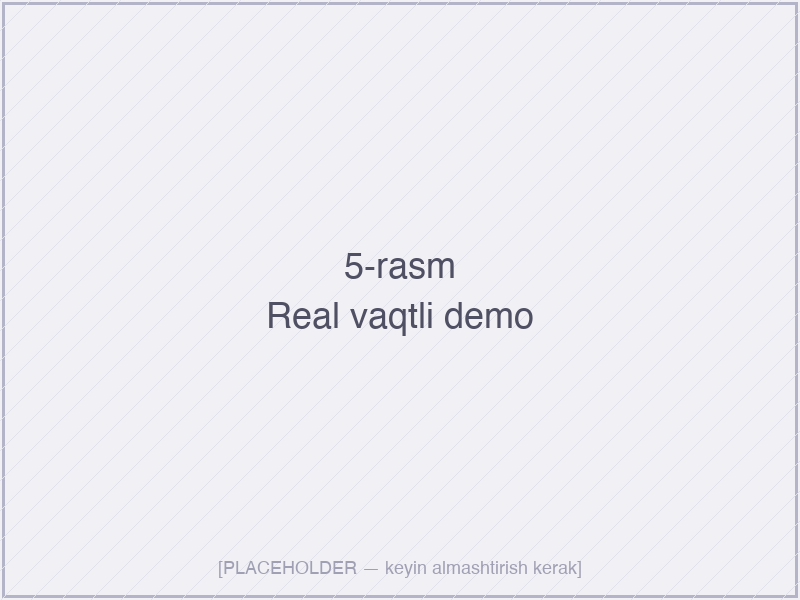 5-rasm
Real vaqtli demo
[PLACEHOLDER — keyin almashtirish kerak]